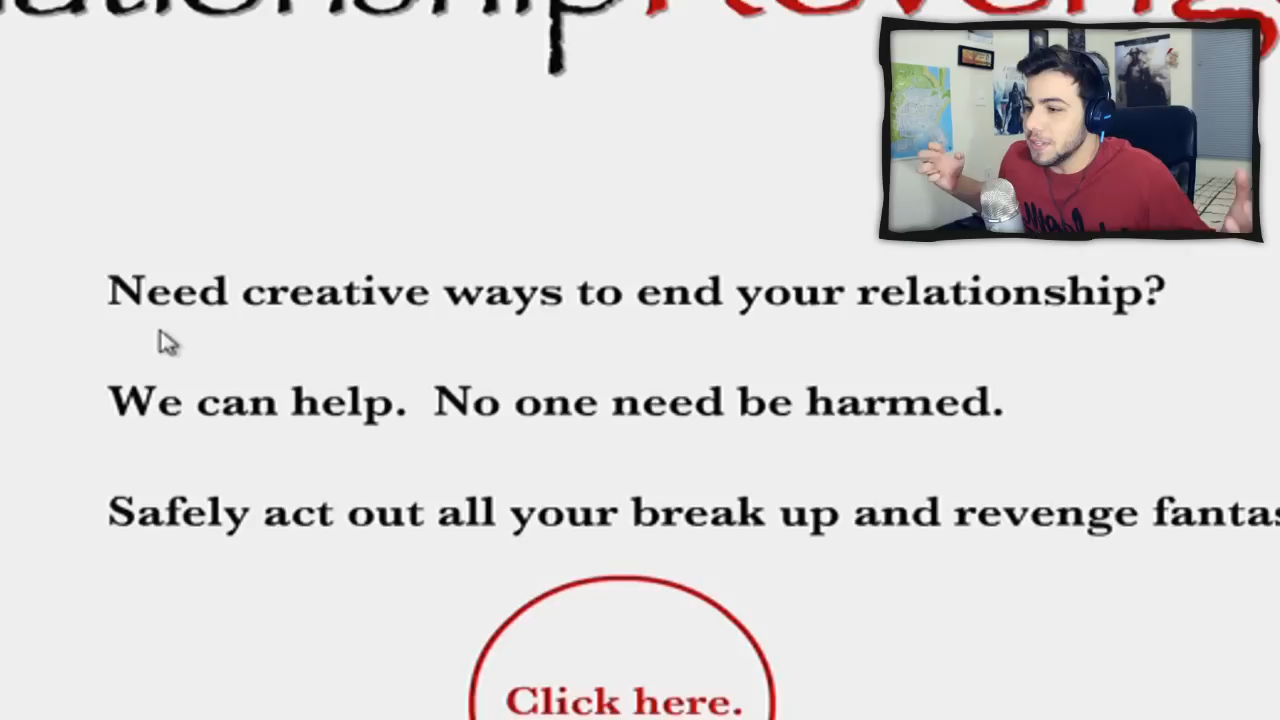 Need creative ways to end your relationship?
We can help. No one need be harmed.
Safely act out all your break up and revenge
Click here.